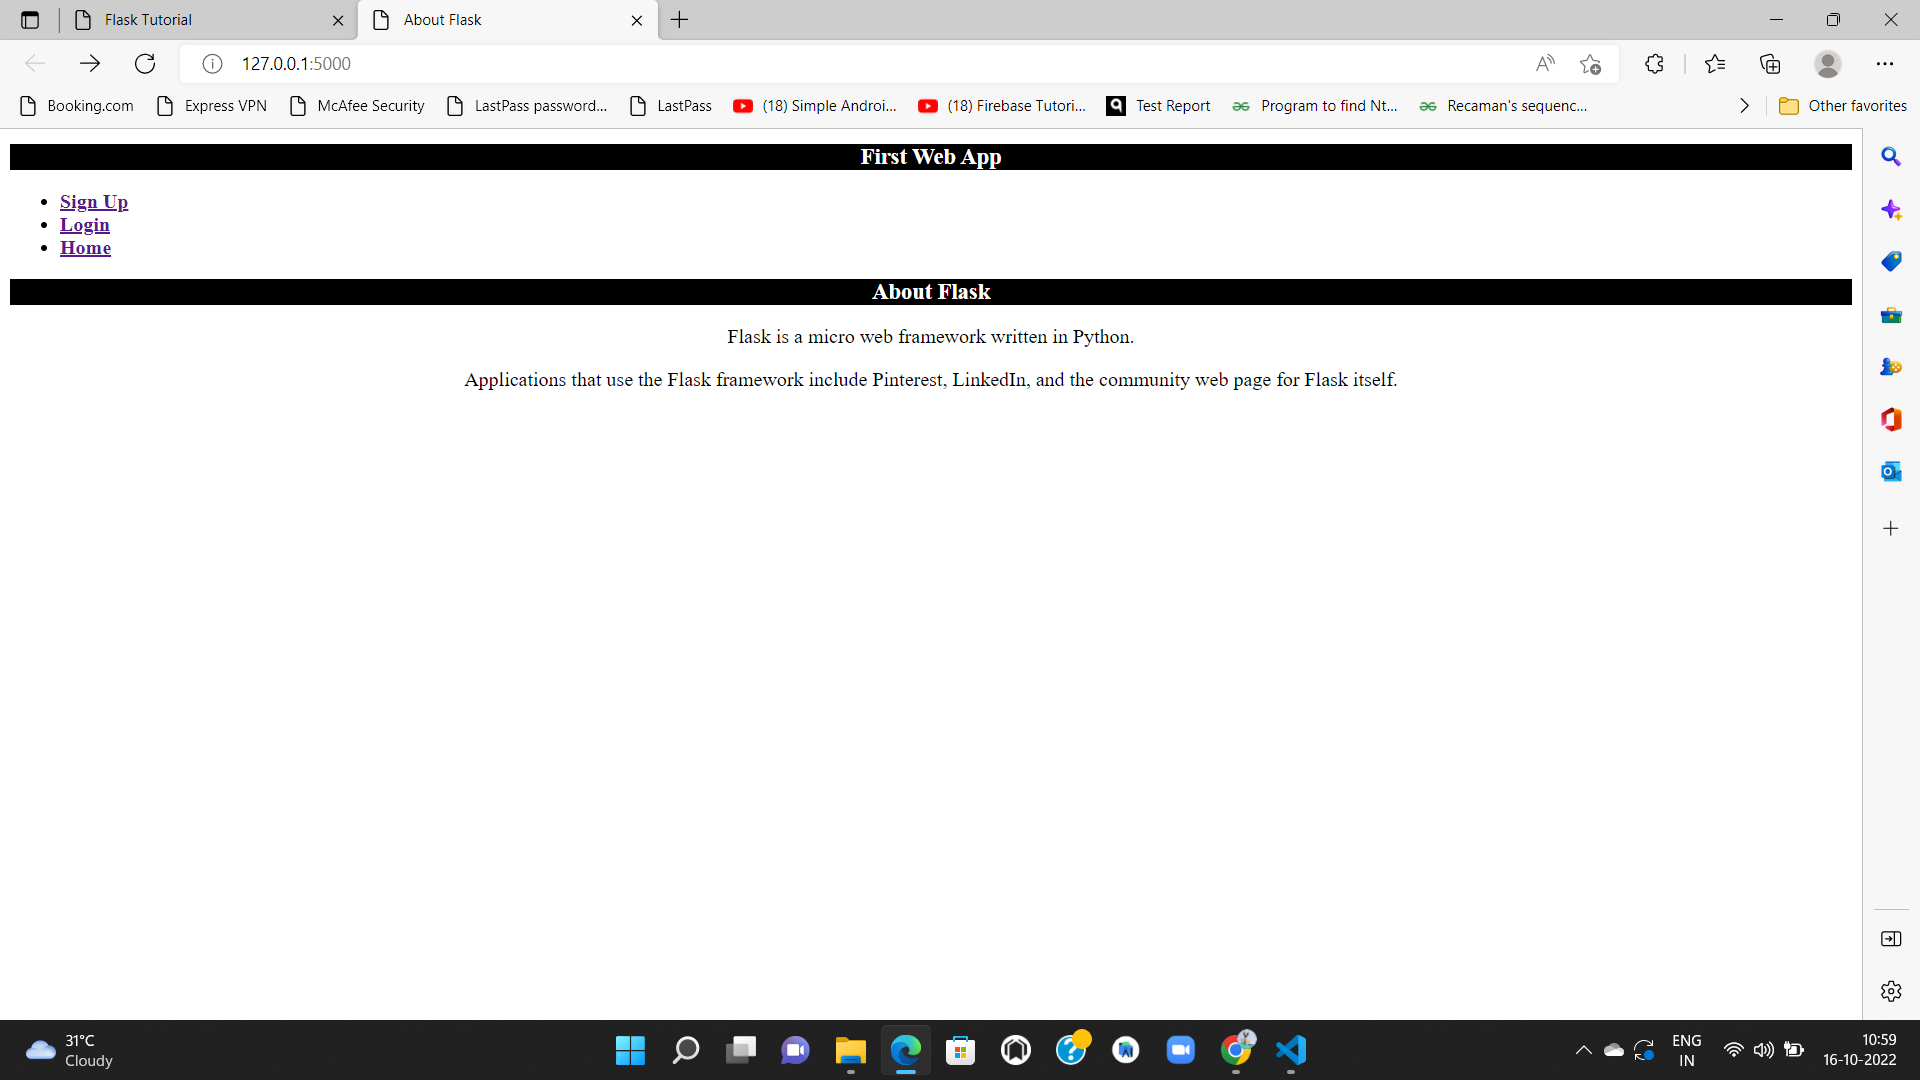 Flask Tutorial
About Flask
127.0.0.1:5000
Booking.com
Express VPN
McAfee Security
LastPass password...
LastPass
(18) Simple Androi...
(18) Firebase Tutori...
Test Report
Program to find Nt...
Recaman's sequenc...
Other favorites
First Web App
Sign Up
Login
Home
About Flask
Flask is a micro web framework written in Python.
Applications that use the Flask framework include Pinterest, LinkedIn, and the community web page for Flask itself.
31°C
Cloudy
ENG
IN
10:59
16-10-2022